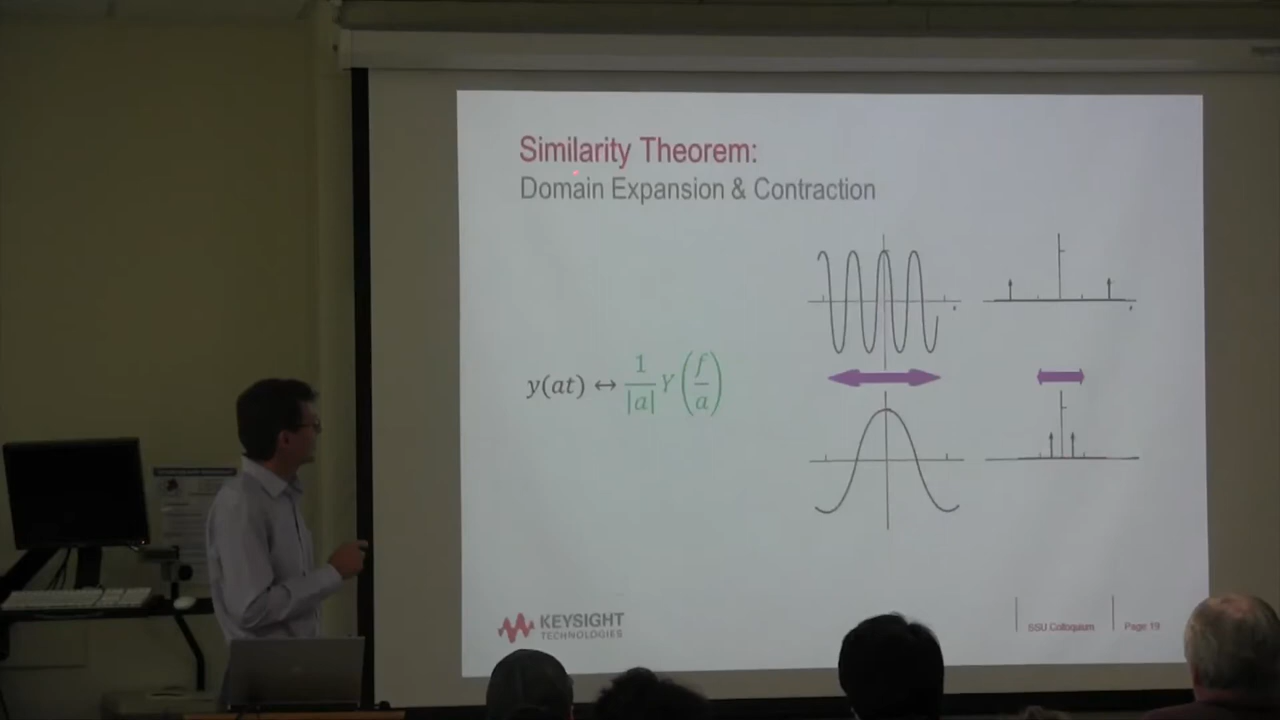 Similarity Theorem:
Domain Expansion & Contraction
y(at) ↔ 1/|a| Y(f/a)
KEYSIGHT
TECHNOLOGIES
SSU Colloquium
Page 19